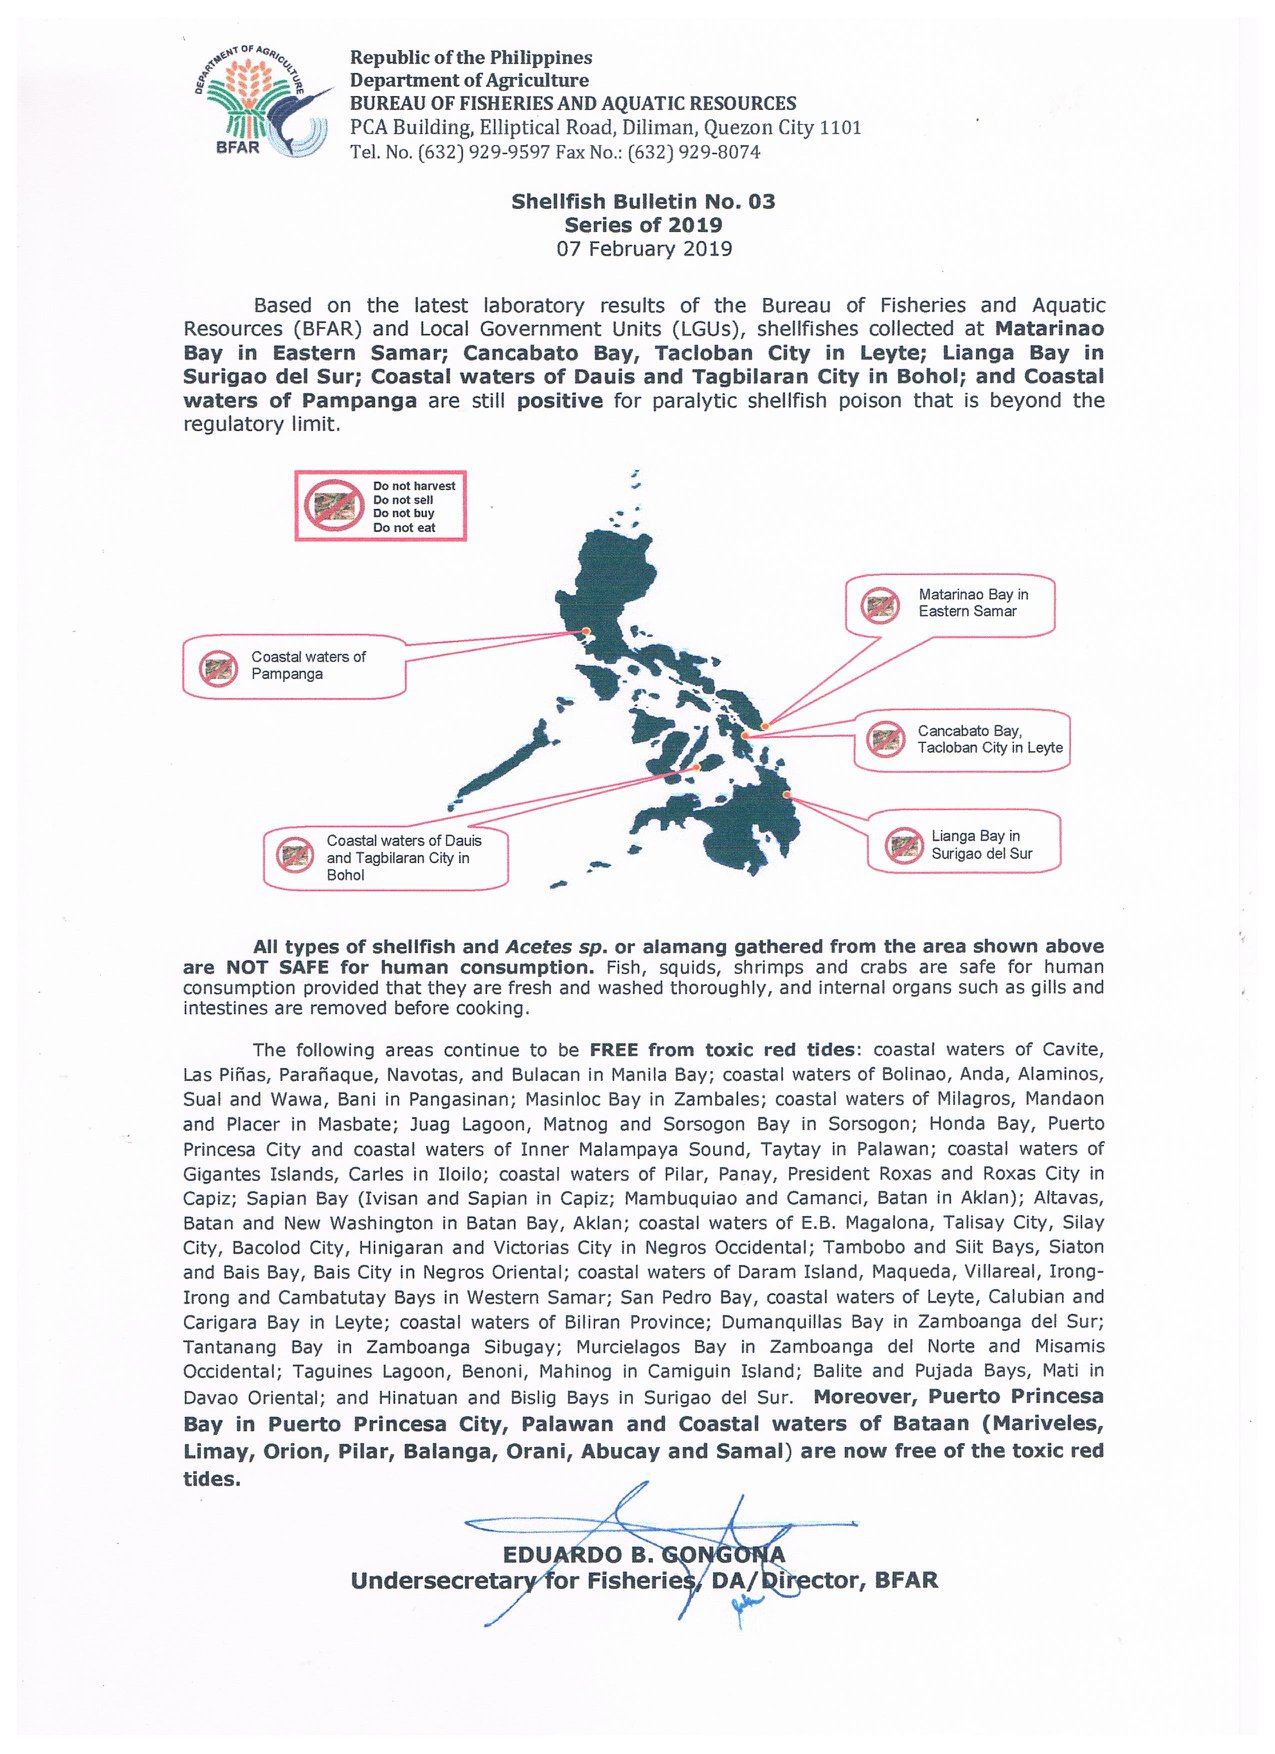 DEPARTMENT OF AGRICULTURE
BFAR
Republic of the Philippines
Department of Agriculture
BUREAU OF FISHERIES AND AQUATIC RESOURCES
PCA Building, Elliptical Road, Diliman, Quezon City 1101
Tel. No. (632) 929-9597 Fax No.: (632) 929-8074
Shellfish Bulletin No. 03
Series of 2019
07 February 2019
Based on the latest laboratory results of the Bureau of Fisheries and Aquatic
Resources (BFAR) and Local Government Units (LGUs), shellfishes collected at Matarinao
Bay in Eastern Samar; Cancabato Bay, Tacloban City in Leyte; Lianga Bay in
Surigao del Sur; Coastal waters of Dauis and Tagbilaran City in Bohol; and Coastal
waters of Pampanga are still positive for paralytic shellfish poison that is beyond the
regulatory limit.
Do not harvest
Do not sell
Do not buy
Do not eat
Matarinao Bay in
Eastern Samar
Coastal waters of
Pampanga
Cancabato Bay,
Tacloban City in Leyte
Coastal waters of Dauis
and Tagbilaran City in
Bohol
Lianga Bay in
Surigao del Sur
All types of shellfish and Acetes sp. or alamang gathered from the area shown above
are NOT SAFE for human consumption. Fish, squids, shrimps and crabs are safe for human
consumption provided that they are fresh and washed thoroughly, and internal organs such as gills and
intestines are removed before cooking.
The following areas continue to be FREE from toxic red tides: coastal waters of Cavite,
Las Piñas, Parañaque, Navotas, and Bulacan in Manila Bay; coastal waters of Bolinao, Anda, Alaminos,
Sual and Wawa, Bani in Pangasinan; Masinloc Bay in Zambales; coastal waters of Milagros, Mandaon
and Placer in Masbate; Juag Lagoon, Matnog and Sorsogon Bay in Sorsogon; Honda Bay, Puerto
Princesa City and coastal waters of Inner Malampaya Sound, Taytay in Palawan; coastal waters of
Gigantes Islands, Carles in Iloilo; coastal waters of Pilar, Panay, President Roxas and Roxas City in
Capiz; Sapian Bay (Ivisan and Sapian in Capiz; Mambuquiao and Camanci, Batan in Aklan); Altavas,
Batan and New Washington in Batan Bay, Aklan; coastal waters of E.B. Magalona, Talisay City, Silay
City, Bacolod City, Hinigaran and Victorias City in Negros Occidental; Tambobo and Siit Bays, Siaton
and Bais Bay, Bais City in Negros Oriental; coastal waters of Daram Island, Maqueda, Villareal, Irong-
Irong and Cambatutay Bays in Western Samar; San Pedro Bay, coastal waters of Leyte, Calubian and
Carigara Bay in Leyte; coastal waters of Biliran Province; Dumanquillas Bay in Zamboanga del Sur;
Tantanang Bay in Zamboanga Sibugay; Murcielagos Bay in Zamboanga del Norte and Misamis
Occidental; Taguines Lagoon, Benoni, Mahinog in Camiguin Island; Balite and Pujada Bays, Mati in
Davao Oriental; and Hinatuan and Bislig Bays in Surigao del Sur. Moreover, Puerto Princesa
Bay in Puerto Princesa City, Palawan and Coastal waters of Bataan (Mariveles,
Limay, Orion, Pilar, Balanga, Orani, Abucay and Samal) are now free of the toxic red
tides.
EDUARDO B. GONGONA
Undersecretary for Fisheries, DA/Director, BFAR